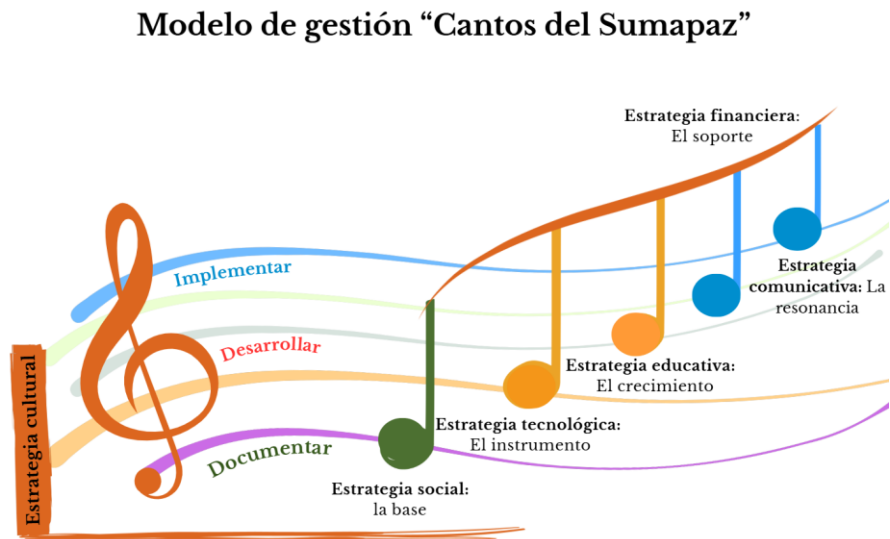 Modelo de gestión “Cantos del Sumapaz”
Estrategia financiera:
El soporte
Implementar
Estrategia
comunicativa: La
resonancia
Desarrollar
Estrategia educativa:
El crecimiento
Estrategia cultural
Estrategia tecnológica:
El instrumento
Documentar
Estrategia social:
la base